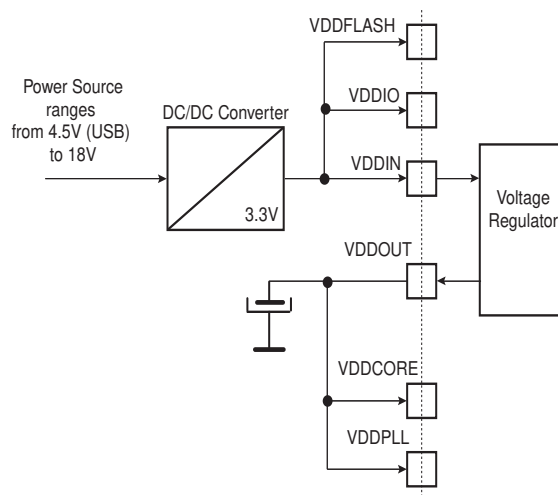 VDDFLASH
Power Source
ranges
from 4.5V (USB)
to 18V
DC/DC Converter
VDDIO
VDDIN
3.3V
Voltage
Regulator
VDDOUT
VDDCORE
VDDPLL